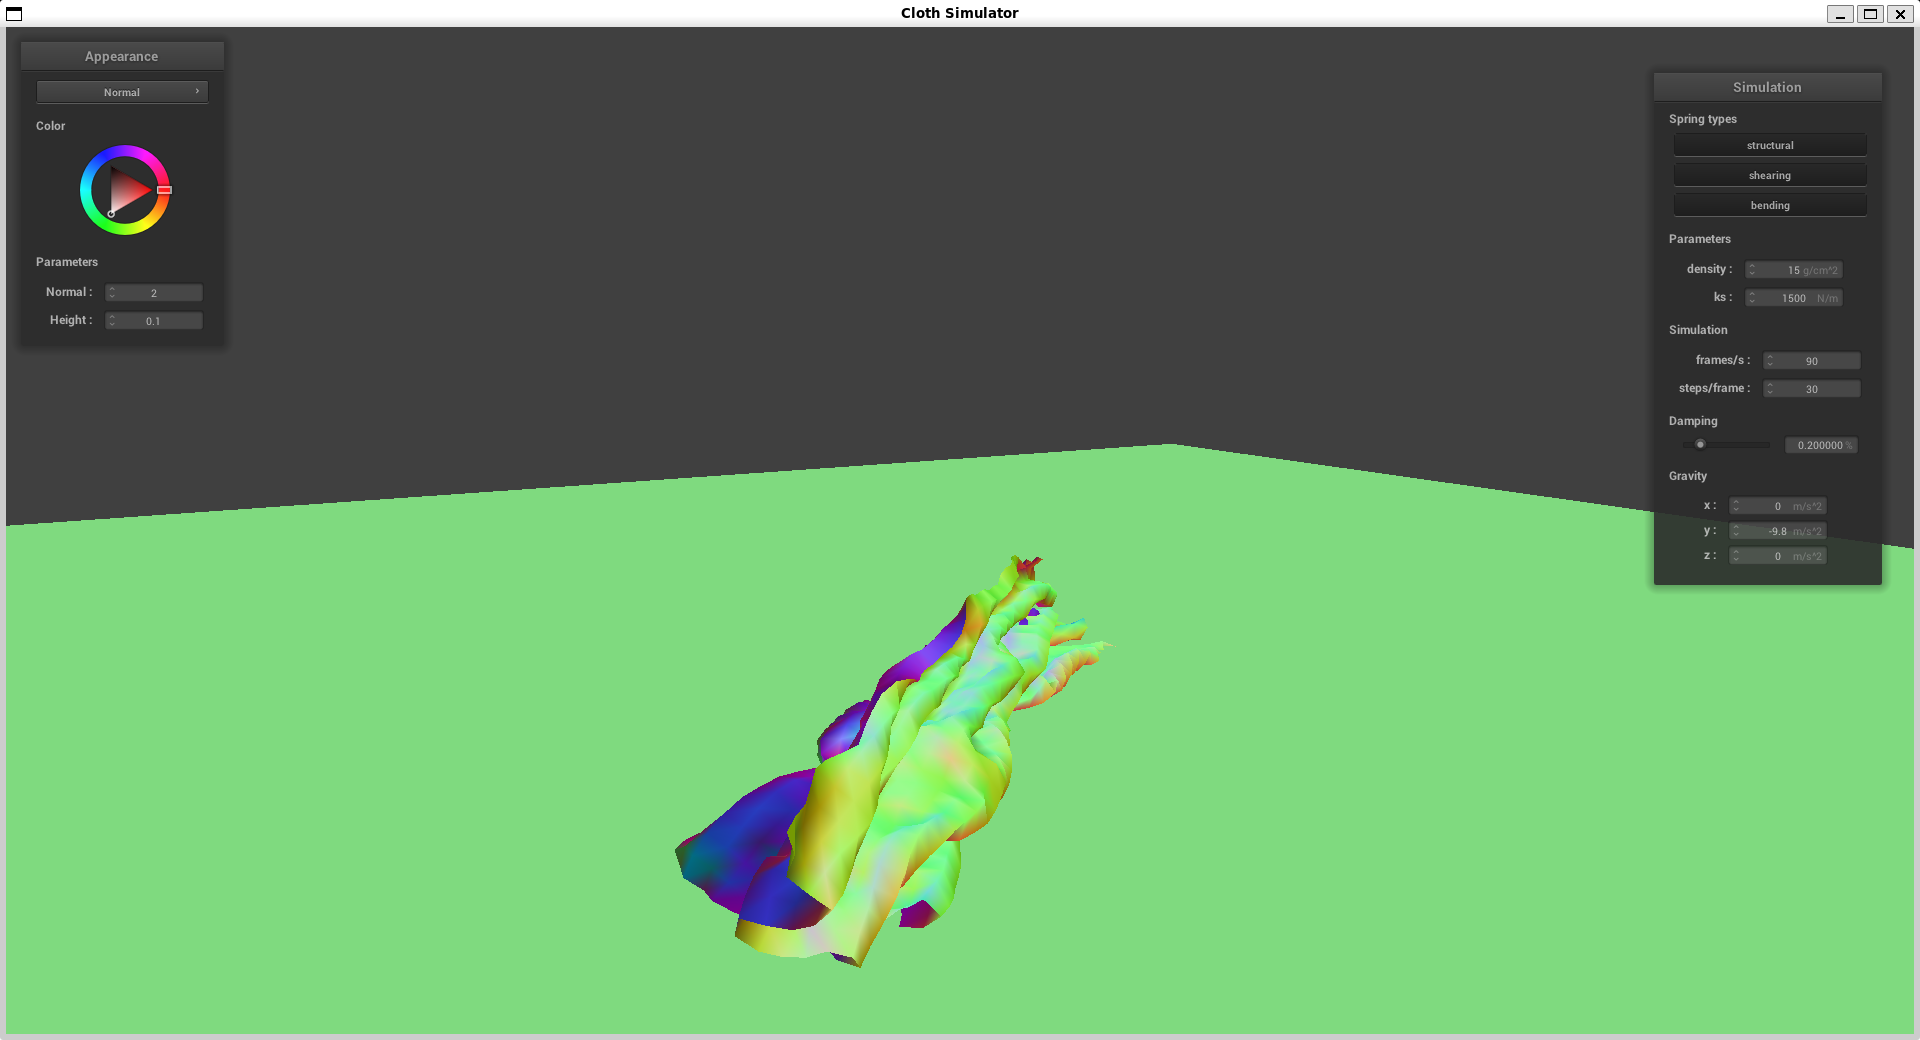 Cloth Simulator
Appearance
Normal
Color
Parameters
Normal : 2
Height : 0.1
Simulation
Spring types
structural
shearing
bending
Parameters
density : 15 g/cm^2
ks : 1500 N/m
Simulation
frames/s : 90
steps/frame : 30
Damping
0.200000 %
Gravity
x : 0 m/s^2
y : -9.8 m/s^2
z : 0 m/s^2